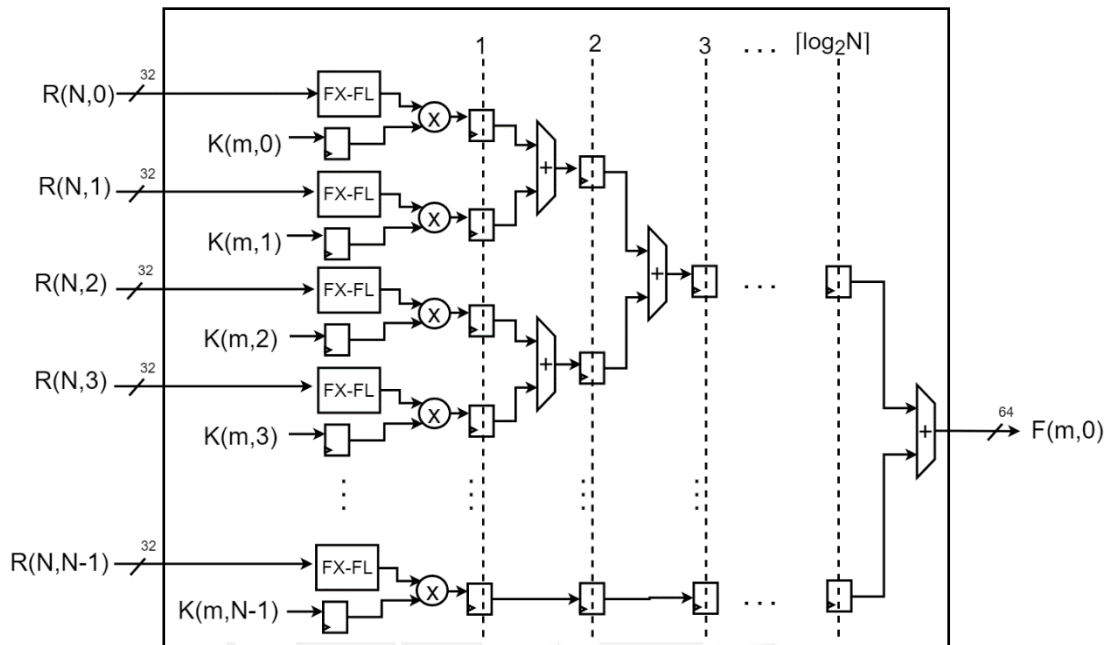 1 2 3 ... ⌈log₂N⌉
R(N,0) 32 FX-FL
K(m,0) x
+
R(N,1) 32 FX-FL
K(m,1) x
+
R(N,2) 32 FX-FL
K(m,2) x
+
R(N,3) 32 FX-FL
K(m,3) x
...
+ 64 F(m,0)
R(N,N-1) 32 FX-FL
K(m,N-1) x
...